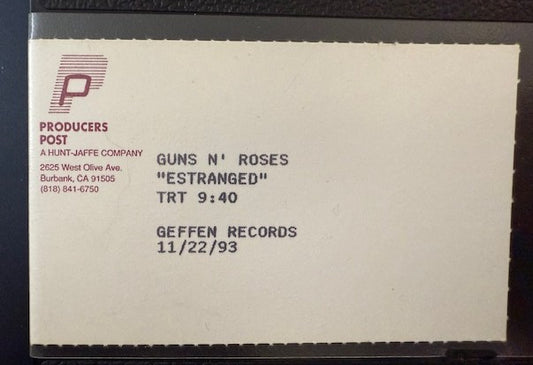 P
PRODUCERS
POST
A HUNT-JAFFE COMPANY
2625 West Olive Ave.
Burbank, CA 91505
(818) 841-6750
GUNS N' ROSES
"ESTRANGED"
TRT 9:40
GEFFEN RECORDS
11/22/93